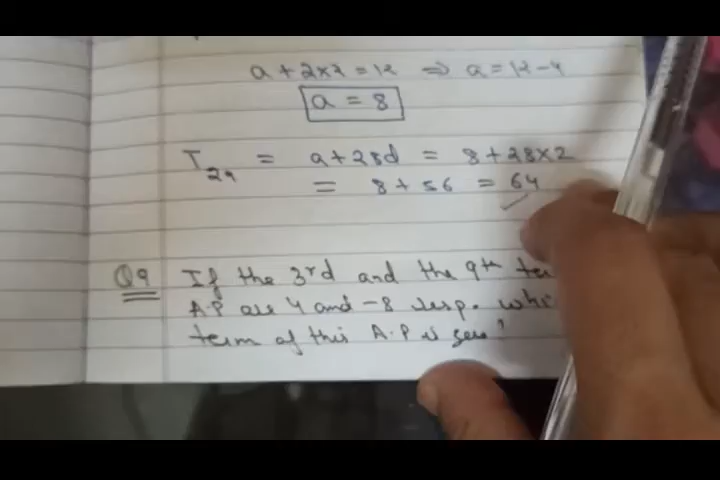 a + 2×2 = 12 ⇒ a = 12-4
a = 8
T29 = a+28d = 8+28×2
= 8 + 56 = 64
Q9 If the 3rd and the 9th
A.P are 4 and -8 resp.
term of this A.P is zero?